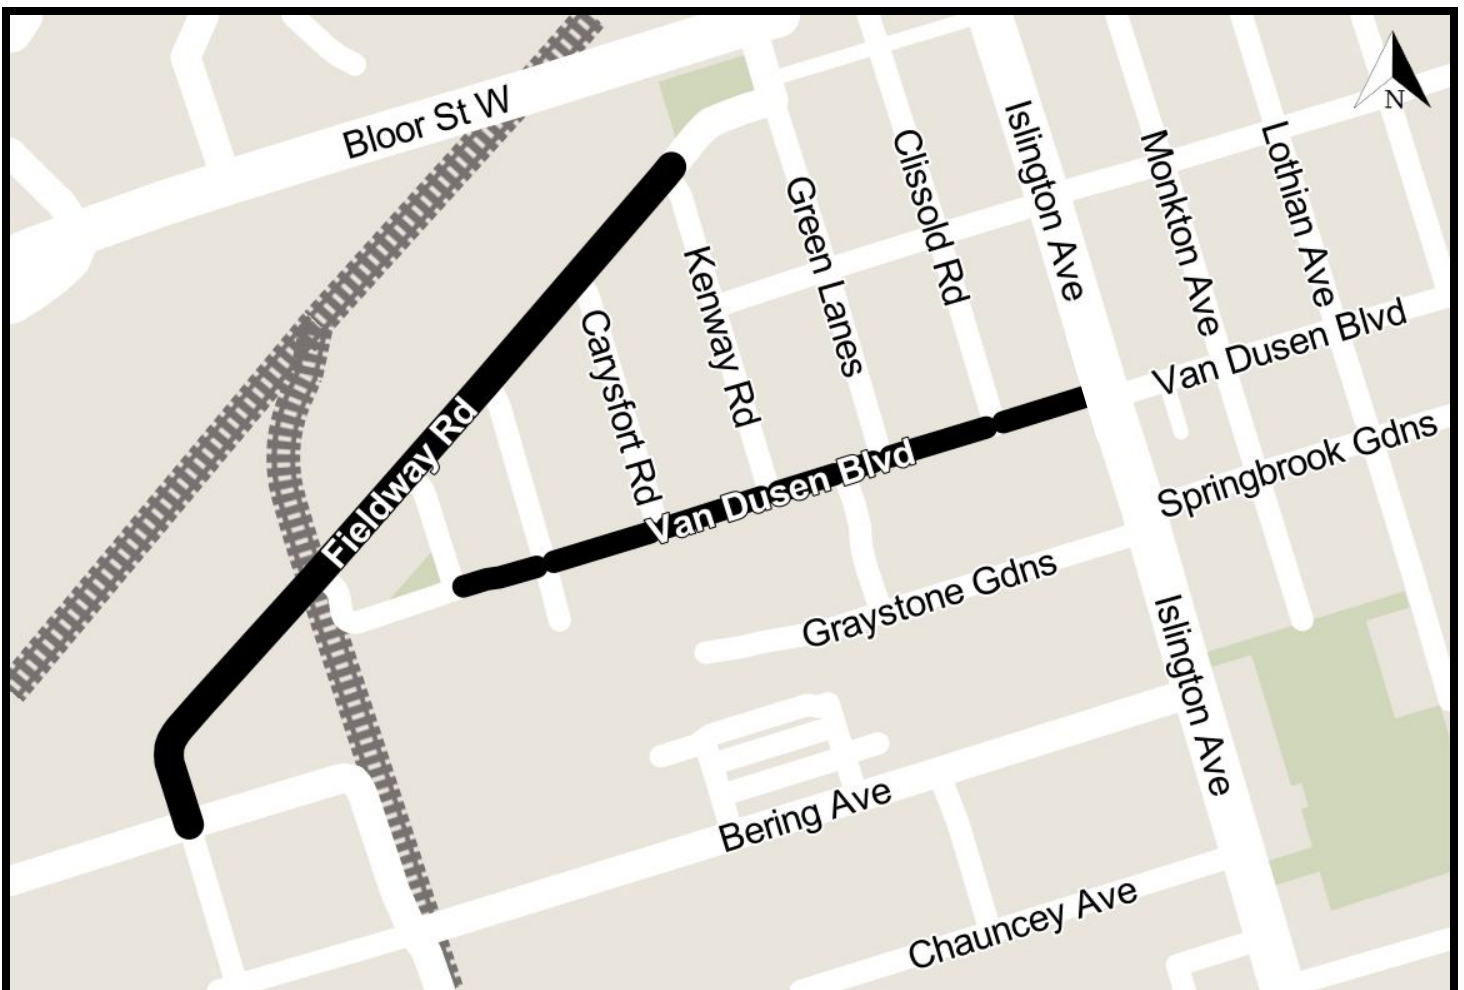 Bloor St W
N
Islington Ave
Clissold Rd
Monkton Ave
Lothian Ave
Green Lanes
Kenway Rd
Carysfort Rd
Van Dusen Blvd
Fieldway Rd
Van Dusen Blvd
Springbrook Gdns
Graystone Gdns
Islington Ave
Bering Ave
Chauncey Ave